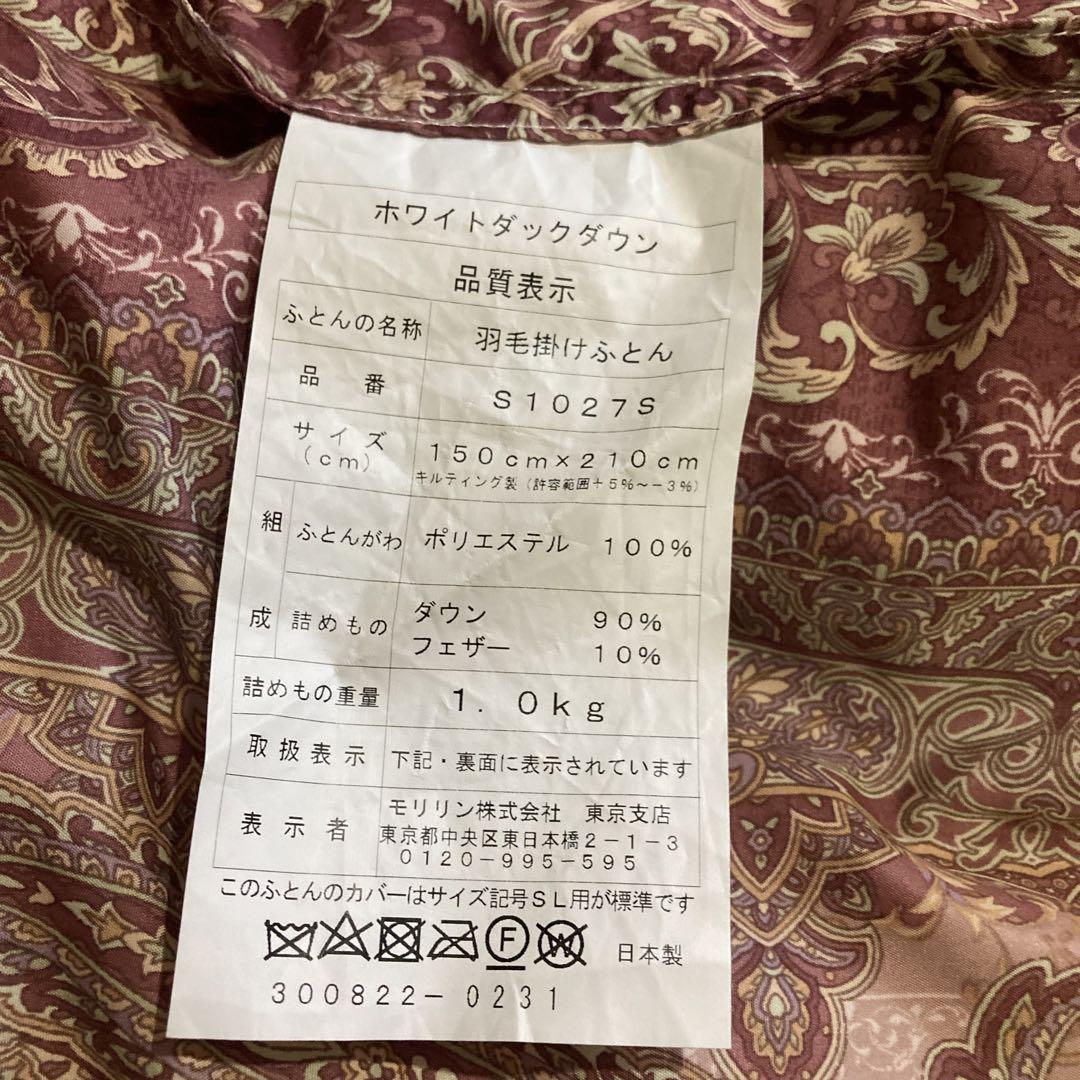 ホワイトダックダウン
品質表示
ふとんの名称 羽毛掛けふとん
品番 S1027S
サイズ(cm) 150cm×210cm
キルティング製(許容範囲+5%~-3%)
組成 ふとんがわ ポリエステル 100%
詰めもの ダウン 90%
フェザー 10%
詰めもの重量 1.0kg
取扱表示 下記・裏面に表示されています
表示者 モリリン株式会社 東京支店
東京都中央区東日本橋2-1-3
0120-995-595
このふとんのカバーはサイズ記号SL用が標準です
F W 日本製
300822-0231